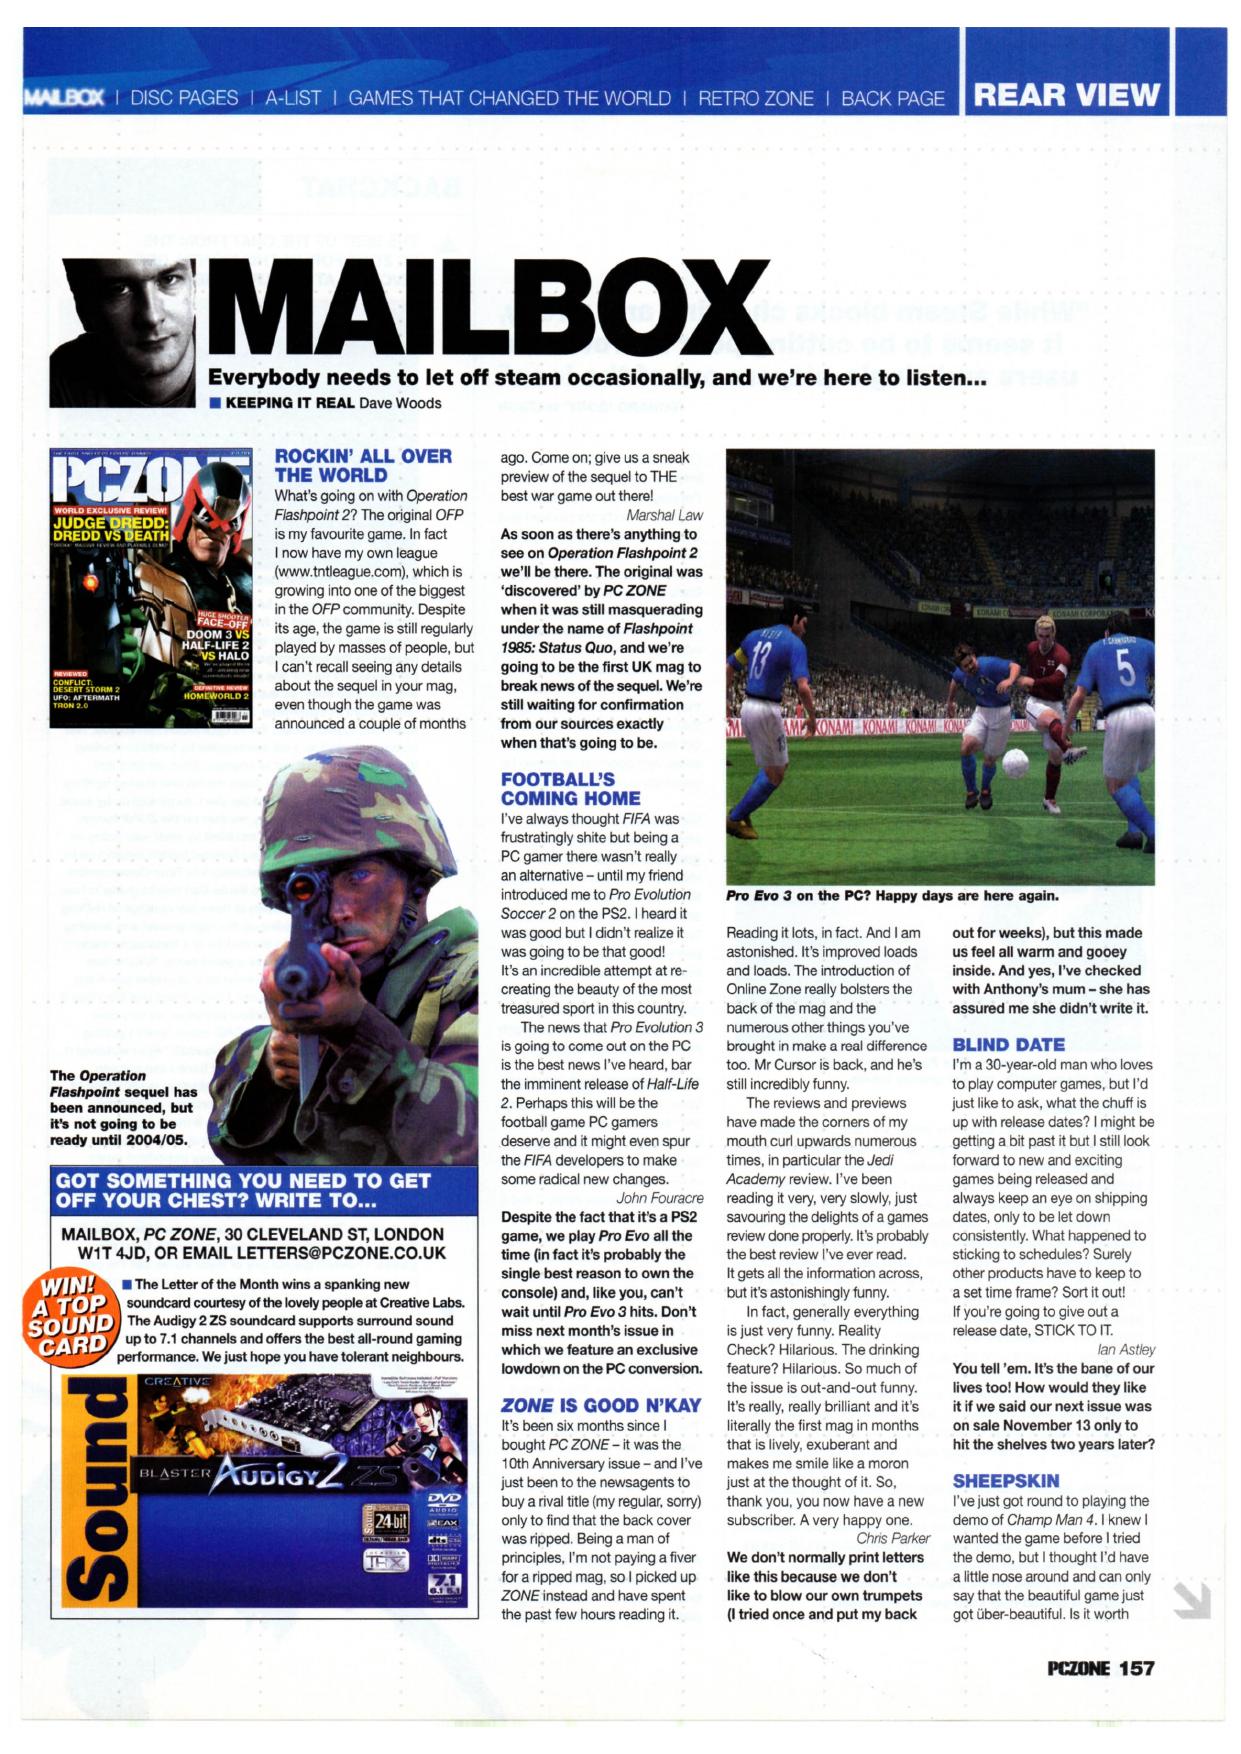 MAILBOX | DISC PAGES | A-LIST | GAMES THAT CHANGED THE WORLD | RETRO ZONE | BACK PAGE
REAR VIEW
MAILBOX
Everybody needs to let off steam occasionally, and we're here to listen...
■ KEEPING IT REAL Dave Woods
PCZONE
WORLD EXCLUSIVE REVIEW!
JUDGE DREDD:
DREDD VS DEATH
HUGE SHOOTER
FACE-OFF
DOOM 3 VS
HALF-LIFE 2
VS HALO
REVIEWED
CONFLICT:
DESERT STORM 2
UFO: AFTERMATH
TRON 2.0
DEFINITIVE REVIEW
HOMEWORLD 2
ROCKIN' ALL OVER
THE WORLD
What's going on with Operation
Flashpoint 2? The original OFP
is my favourite game. In fact
I now have my own league
(www.tntleague.com), which is
growing into one of the biggest
in the OFP community. Despite
its age, the game is still regularly
played by masses of people, but
I can't recall seeing any details
about the sequel in your mag,
even though the game was
announced a couple of months
The Operation
Flashpoint sequel has
been announced, but
it's not going to be
ready until 2004/05.
GOT SOMETHING YOU NEED TO GET
OFF YOUR CHEST? WRITE TO...
MAILBOX, PC ZONE, 30 CLEVELAND ST, LONDON
W1T 4JD, OR EMAIL LETTERS@PCZONE.CO.UK
WIN!
A TOP
SOUND
CARD
■ The Letter of the Month wins a spanking new
soundcard courtesy of the lovely people at Creative Labs.
The Audigy 2 ZS soundcard supports surround sound
up to 7.1 channels and offers the best all-round gaming
performance. We just hope you have tolerant neighbours.
CREATIVE
Sound
BLASTER AUDIGY 2 ZS
24-bit
THX
DVD
AUDIO
EAX
dts
7.1
6.1 5.1
ago. Come on; give us a sneak
preview of the sequel to THE
best war game out there!
Marshal Law
As soon as there's anything to
see on Operation Flashpoint 2
we'll be there. The original was
'discovered' by PC ZONE
when it was still masquerading
under the name of Flashpoint
1985: Status Quo, and we're
going to be the first UK mag to
break news of the sequel. We're
still waiting for confirmation
from our sources exactly
when that's going to be.
FOOTBALL'S
COMING HOME
I've always thought FIFA was
frustratingly shite but being a
PC gamer there wasn't really
an alternative – until my friend
introduced me to Pro Evolution
Soccer 2 on the PS2. I heard it
was good but I didn't realize it
was going to be that good!
It's an incredible attempt at re-
creating the beauty of the most
treasured sport in this country.
The news that Pro Evolution 3
is going to come out on the PC
is the best news I've heard, bar
the imminent release of Half-Life
2. Perhaps this will be the
football game PC gamers
deserve and it might even spur
the FIFA developers to make
some radical new changes.
John Fouracre
Despite the fact that it's a PS2
game, we play Pro Evo all the
time (in fact it's probably the
single best reason to own the
console) and, like you, can't
wait until Pro Evo 3 hits. Don't
miss next month's issue in
which we feature an exclusive
lowdown on the PC conversion.
ZONE IS GOOD N'KAY
It's been six months since I
bought PC ZONE – it was the
10th Anniversary issue – and I've
just been to the newsagents to
buy a rival title (my regular, sorry)
only to find that the back cover
was ripped. Being a man of
principles, I'm not paying a fiver
for a ripped mag, so I picked up
ZONE instead and have spent
the past few hours reading it.
13
5
KONAMI
Pro Evo 3 on the PC? Happy days are here again.
Reading it lots, in fact. And I am
astonished. It's improved loads
and loads. The introduction of
Online Zone really bolsters the
back of the mag and the
numerous other things you've
brought in make a real difference
too. Mr Cursor is back, and he's
still incredibly funny.
The reviews and previews
have made the corners of my
mouth curl upwards numerous
times, in particular the Jedi
Academy review. I've been
reading it very, very slowly, just
savouring the delights of a games
review done properly. It's probably
the best review I've ever read.
It gets all the information across,
but it's astonishingly funny.
In fact, generally everything
is just very funny. Reality
Check? Hilarious. The drinking
feature? Hilarious. So much of
the issue is out-and-out funny.
It's really, really brilliant and it's
literally the first mag in months
that is lively, exuberant and
makes me smile like a moron
just at the thought of it. So,
thank you, you now have a new
subscriber. A very happy one.
Chris Parker
We don't normally print letters
like this because we don't
like to blow our own trumpets
(I tried once and put my back
out for weeks), but this made
us feel all warm and gooey
inside. And yes, I've checked
with Anthony's mum – she has
assured me she didn't write it.
BLIND DATE
I'm a 30-year-old man who loves
to play computer games, but I'd
just like to ask, what the chuff is
up with release dates? I might be
getting a bit past it but I still look
forward to new and exciting
games being released and
always keep an eye on shipping
dates, only to be let down
consistently. What happened to
sticking to schedules? Surely
other products have to keep to
a set time frame? Sort it out!
If you're going to give out a
release date, STICK TO IT.
Ian Astley
You tell 'em. It's the bane of our
lives too! How would they like
it if we said our next issue was
on sale November 13 only to
hit the shelves two years later?
SHEEPSKIN
I've just got round to playing the
demo of Champ Man 4. I knew I
wanted the game before I tried
the demo, but I thought I'd have
a little nose around and can only
say that the beautiful game just
got über-beautiful. Is it worth
PCZONE 157